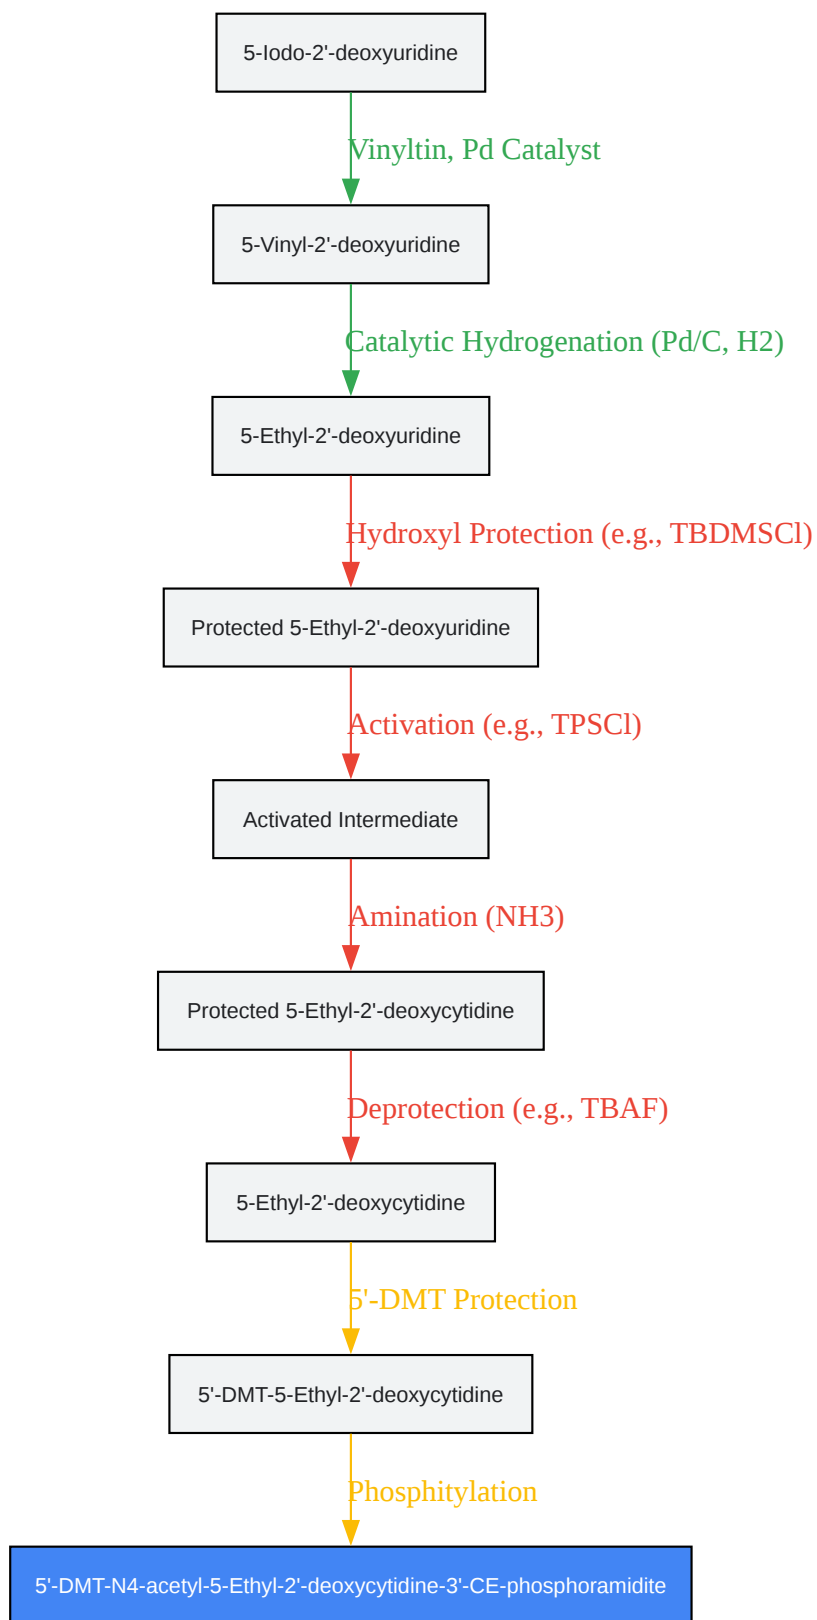 5-Iodo-2'-deoxyuridine
Vinyltin, Pd Catalyst
5-Vinyl-2'-deoxyuridine
Catalytic Hydrogenation (Pd/C, H2)
5-Ethyl-2'-deoxyuridine
Hydroxyl Protection (e.g., TBDMSCl)
Protected 5-Ethyl-2'-deoxyuridine
Activation (e.g., TPSCl)
Activated Intermediate
Amination (NH3)
Protected 5-Ethyl-2'-deoxycytidine
Deprotection (e.g., TBAF)
5-Ethyl-2'-deoxycytidine
5'-DMT Protection
5'-DMT-5-Ethyl-2'-deoxycytidine
Phosphitylation
5'-DMT-N4-acetyl-5-Ethyl-2'-deoxycytidine-3'-CE-phosphoramidite